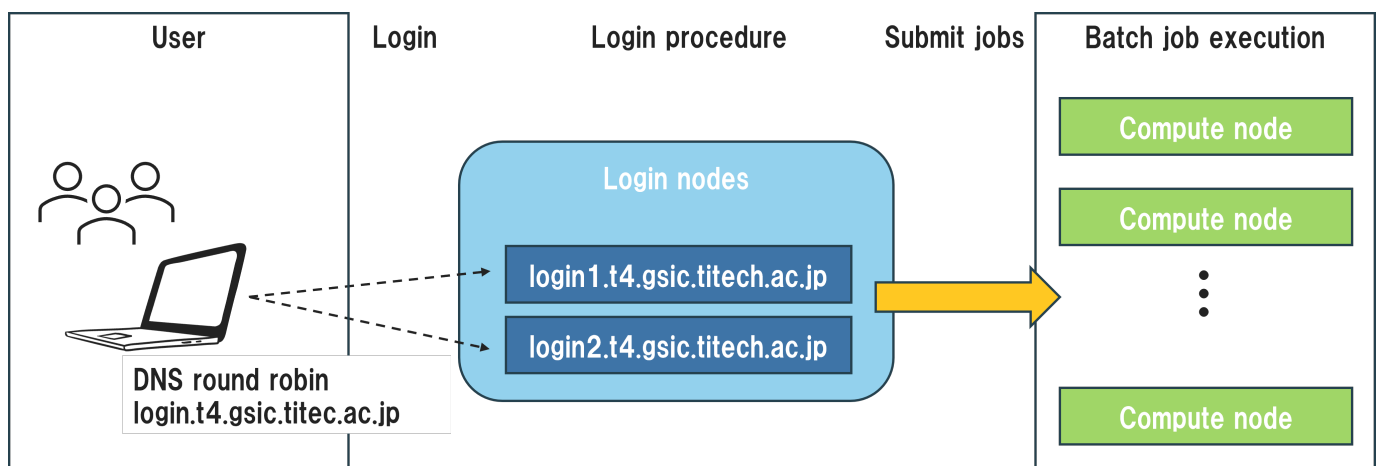 User
Login
Login procedure
Submit jobs
Batch job execution
Compute node
Login nodes
Compute node
login1.t4.gsic.titech.ac.jp
login2.t4.gsic.titech.ac.jp
DNS round robin
login.t4.gsic.titec.ac.jp
Compute node